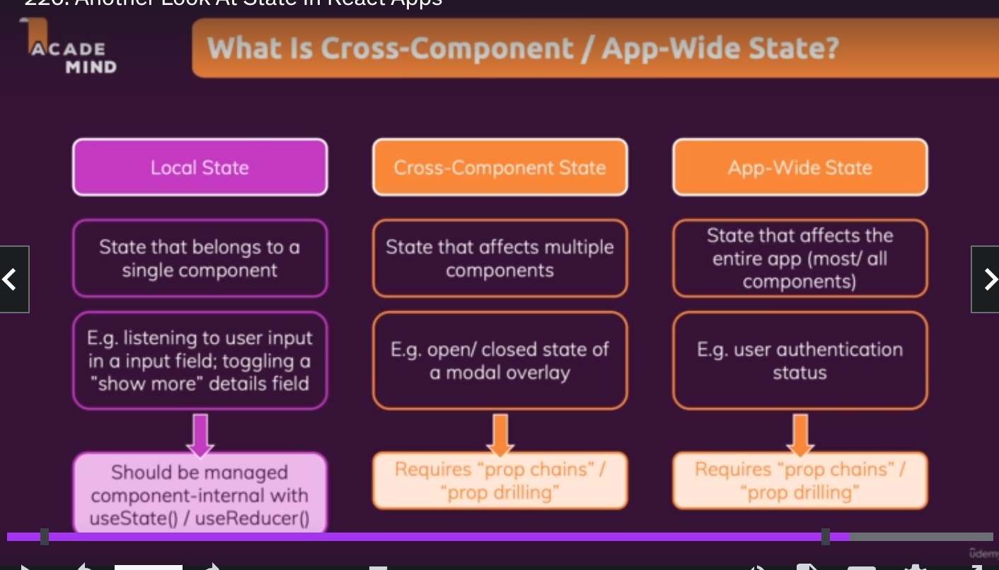 226. Another Look At State In React Apps
ACADE
MIND
What Is Cross-Component / App-Wide State?
Local State
Cross-Component State
App-Wide State
State that belongs to a
single component
State that affects multiple
components
State that affects the
entire app (most/ all
components)
E.g. listening to user input
in a input field; toggling a
"show more” details field
E.g. open/ closed state of
a modal overlay
E.g. user authentication
status
Should be managed
component-internal with
useState() / useReducer()
Requires “prop chains” /
“prop drilling”
Requires “prop chains” /
“prop drilling”